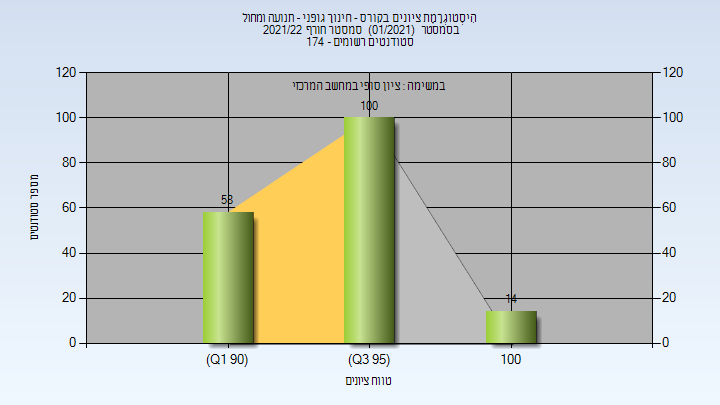 היסטוגרמת ציונים בקורס - חינוך גופני - תנועה ומחול
בסמסטר (01/2021) סמסטר חורף 2021/22
סטודנטים רשומים - 174
במשימה : ציון סופי במחשב המרכזי
120
100
80
60
40
20
0
120
100
80
60
40
20
0
58
100
14
מספר סטודנטים
(Q1 90)
(Q3 95)
100
טווח ציונים